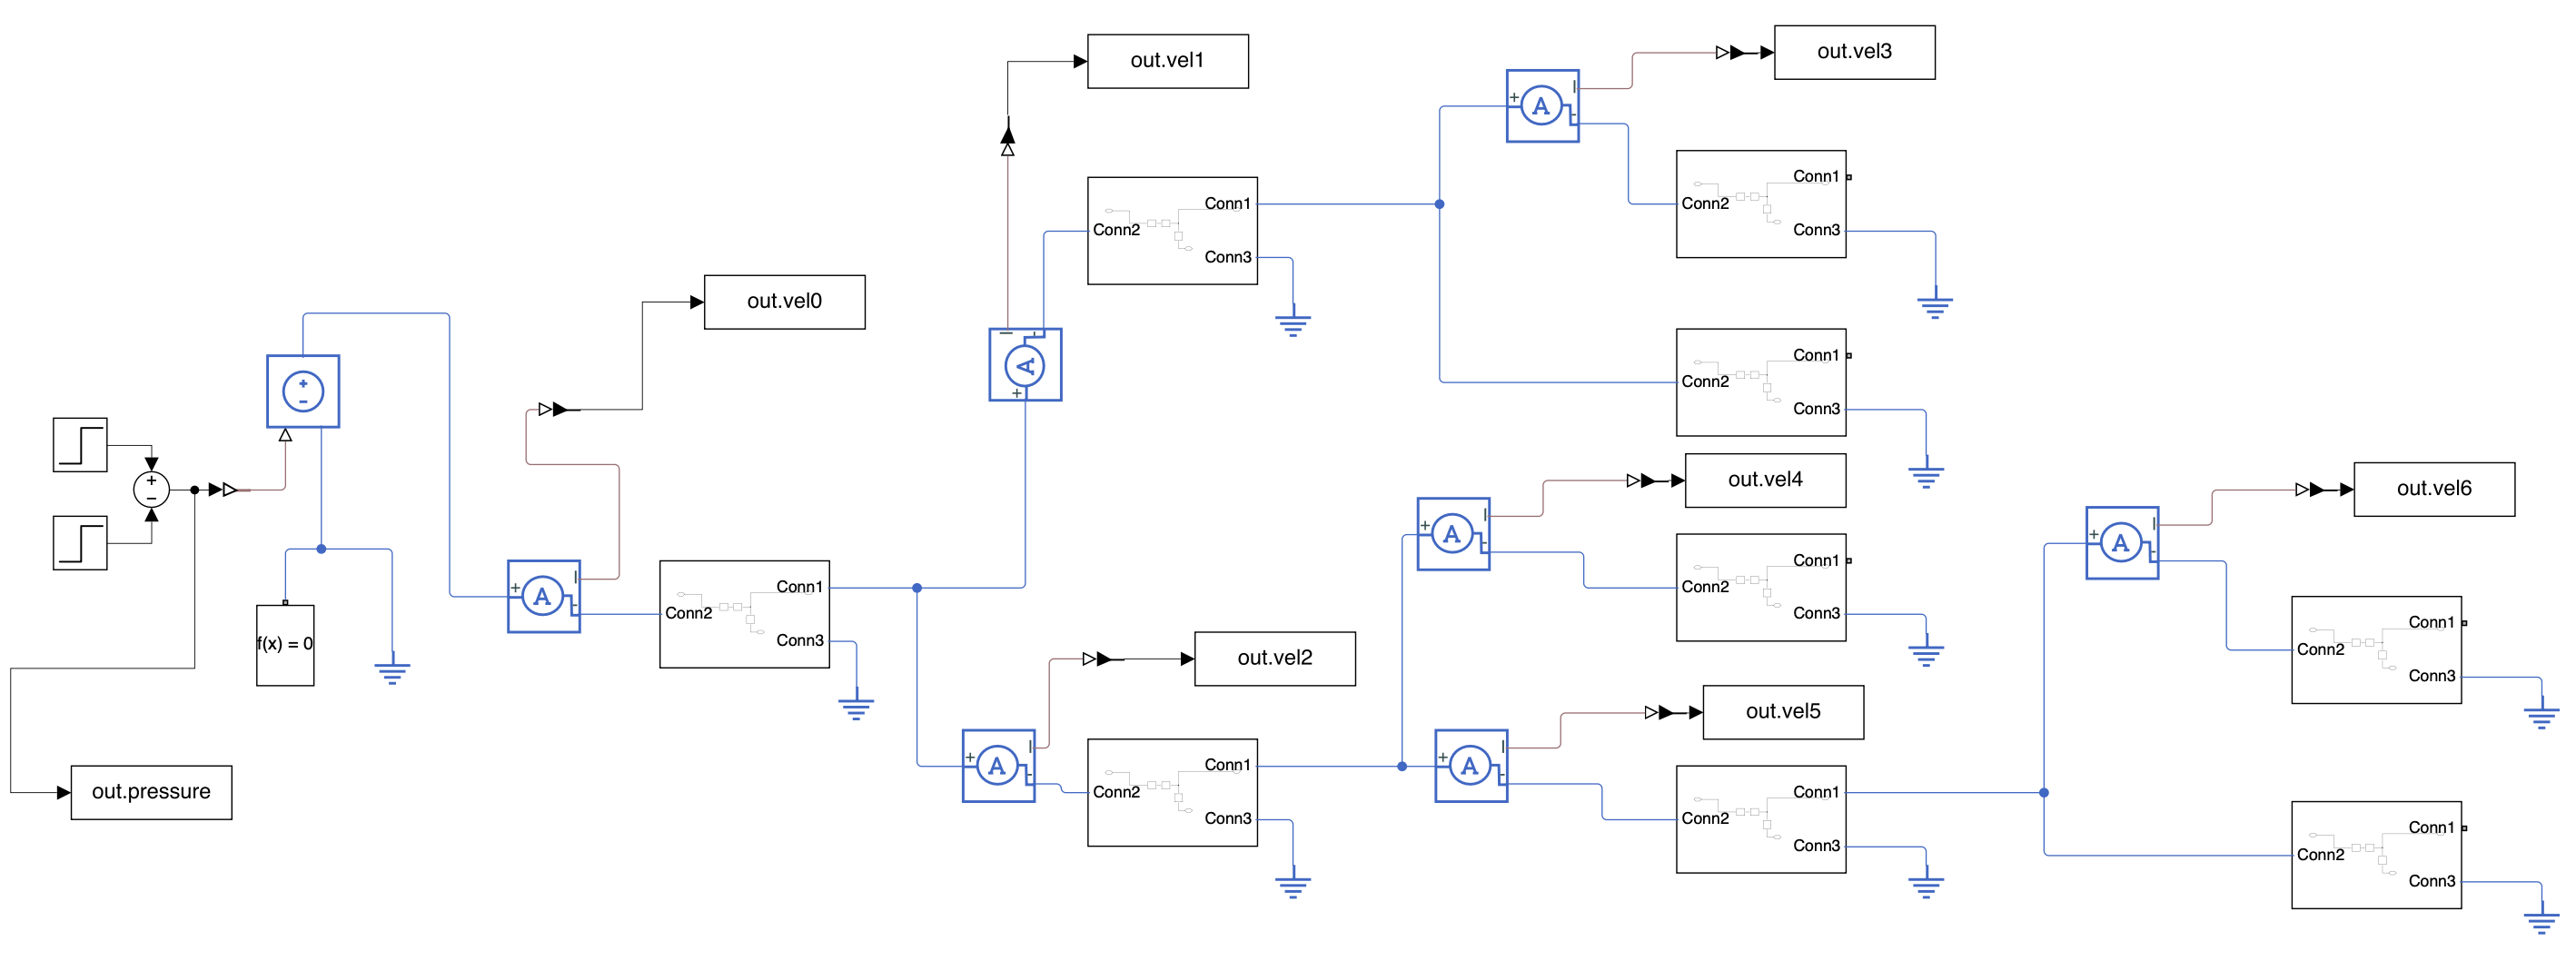 out.vel1
out.vel3
+ A I -
Conn1
Conn2
Conn3
Conn1
Conn2
Conn3
out.vel0
I -
A
+
Conn1
Conn2
Conn3
+
-
+
−
out.vel4
out.vel6
+ A I -
Conn1
Conn2
Conn3
+ A I -
f(x) = 0
+ A I -
Conn1
Conn2
Conn3
out.vel2
Conn1
Conn2
Conn3
out.pressure
+ A I -
Conn1
Conn2
Conn3
out.vel5
+ A I -
Conn1
Conn2
Conn3
Conn1
Conn2
Conn3